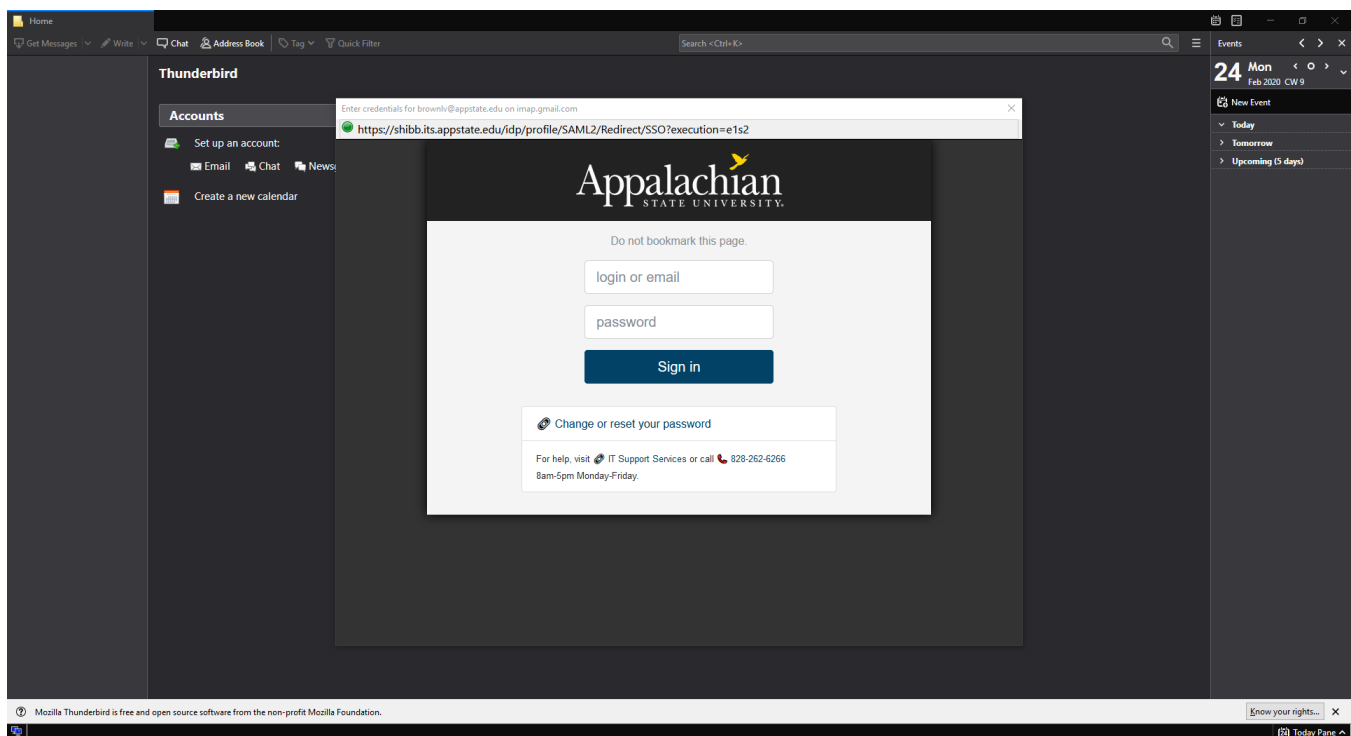 Home
Get Messages Write Chat Address Book Tag Quick Filter Search <Ctrl+K>
Events
Thunderbird
24 Mon
Feb 2020 CW 9
New Event
Today
Tomorrow
Upcoming (5 days)
Accounts
Set up an account:
Email Chat
Create a new calendar
Enter credentials for brownlv@appstate.edu on imap.gmail.com
https://shibb.its.appstate.edu/idp/profile/SAML2/Redirect/SSO?execution=e1s2
Appalachian
STATE UNIVERSITY.
Do not bookmark this page.
login or email
password
Sign in
Change or reset your password
For help, visit IT Support Services or call 828-262-6266
8am-5pm Monday-Friday.
Mozilla Thunderbird is free and open source software from the non-profit Mozilla Foundation.
Know your rights...
Today Pane